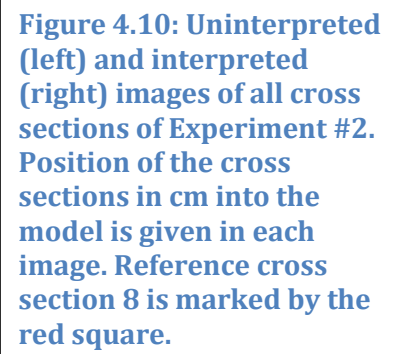 Figure 4.10: Uninterpreted
(left) and interpreted
(right) images of all cross
sections of Experiment #2.
Position of the cross
sections in cm into the
model is given in each
image. Reference cross
section 8 is marked by the
red square.